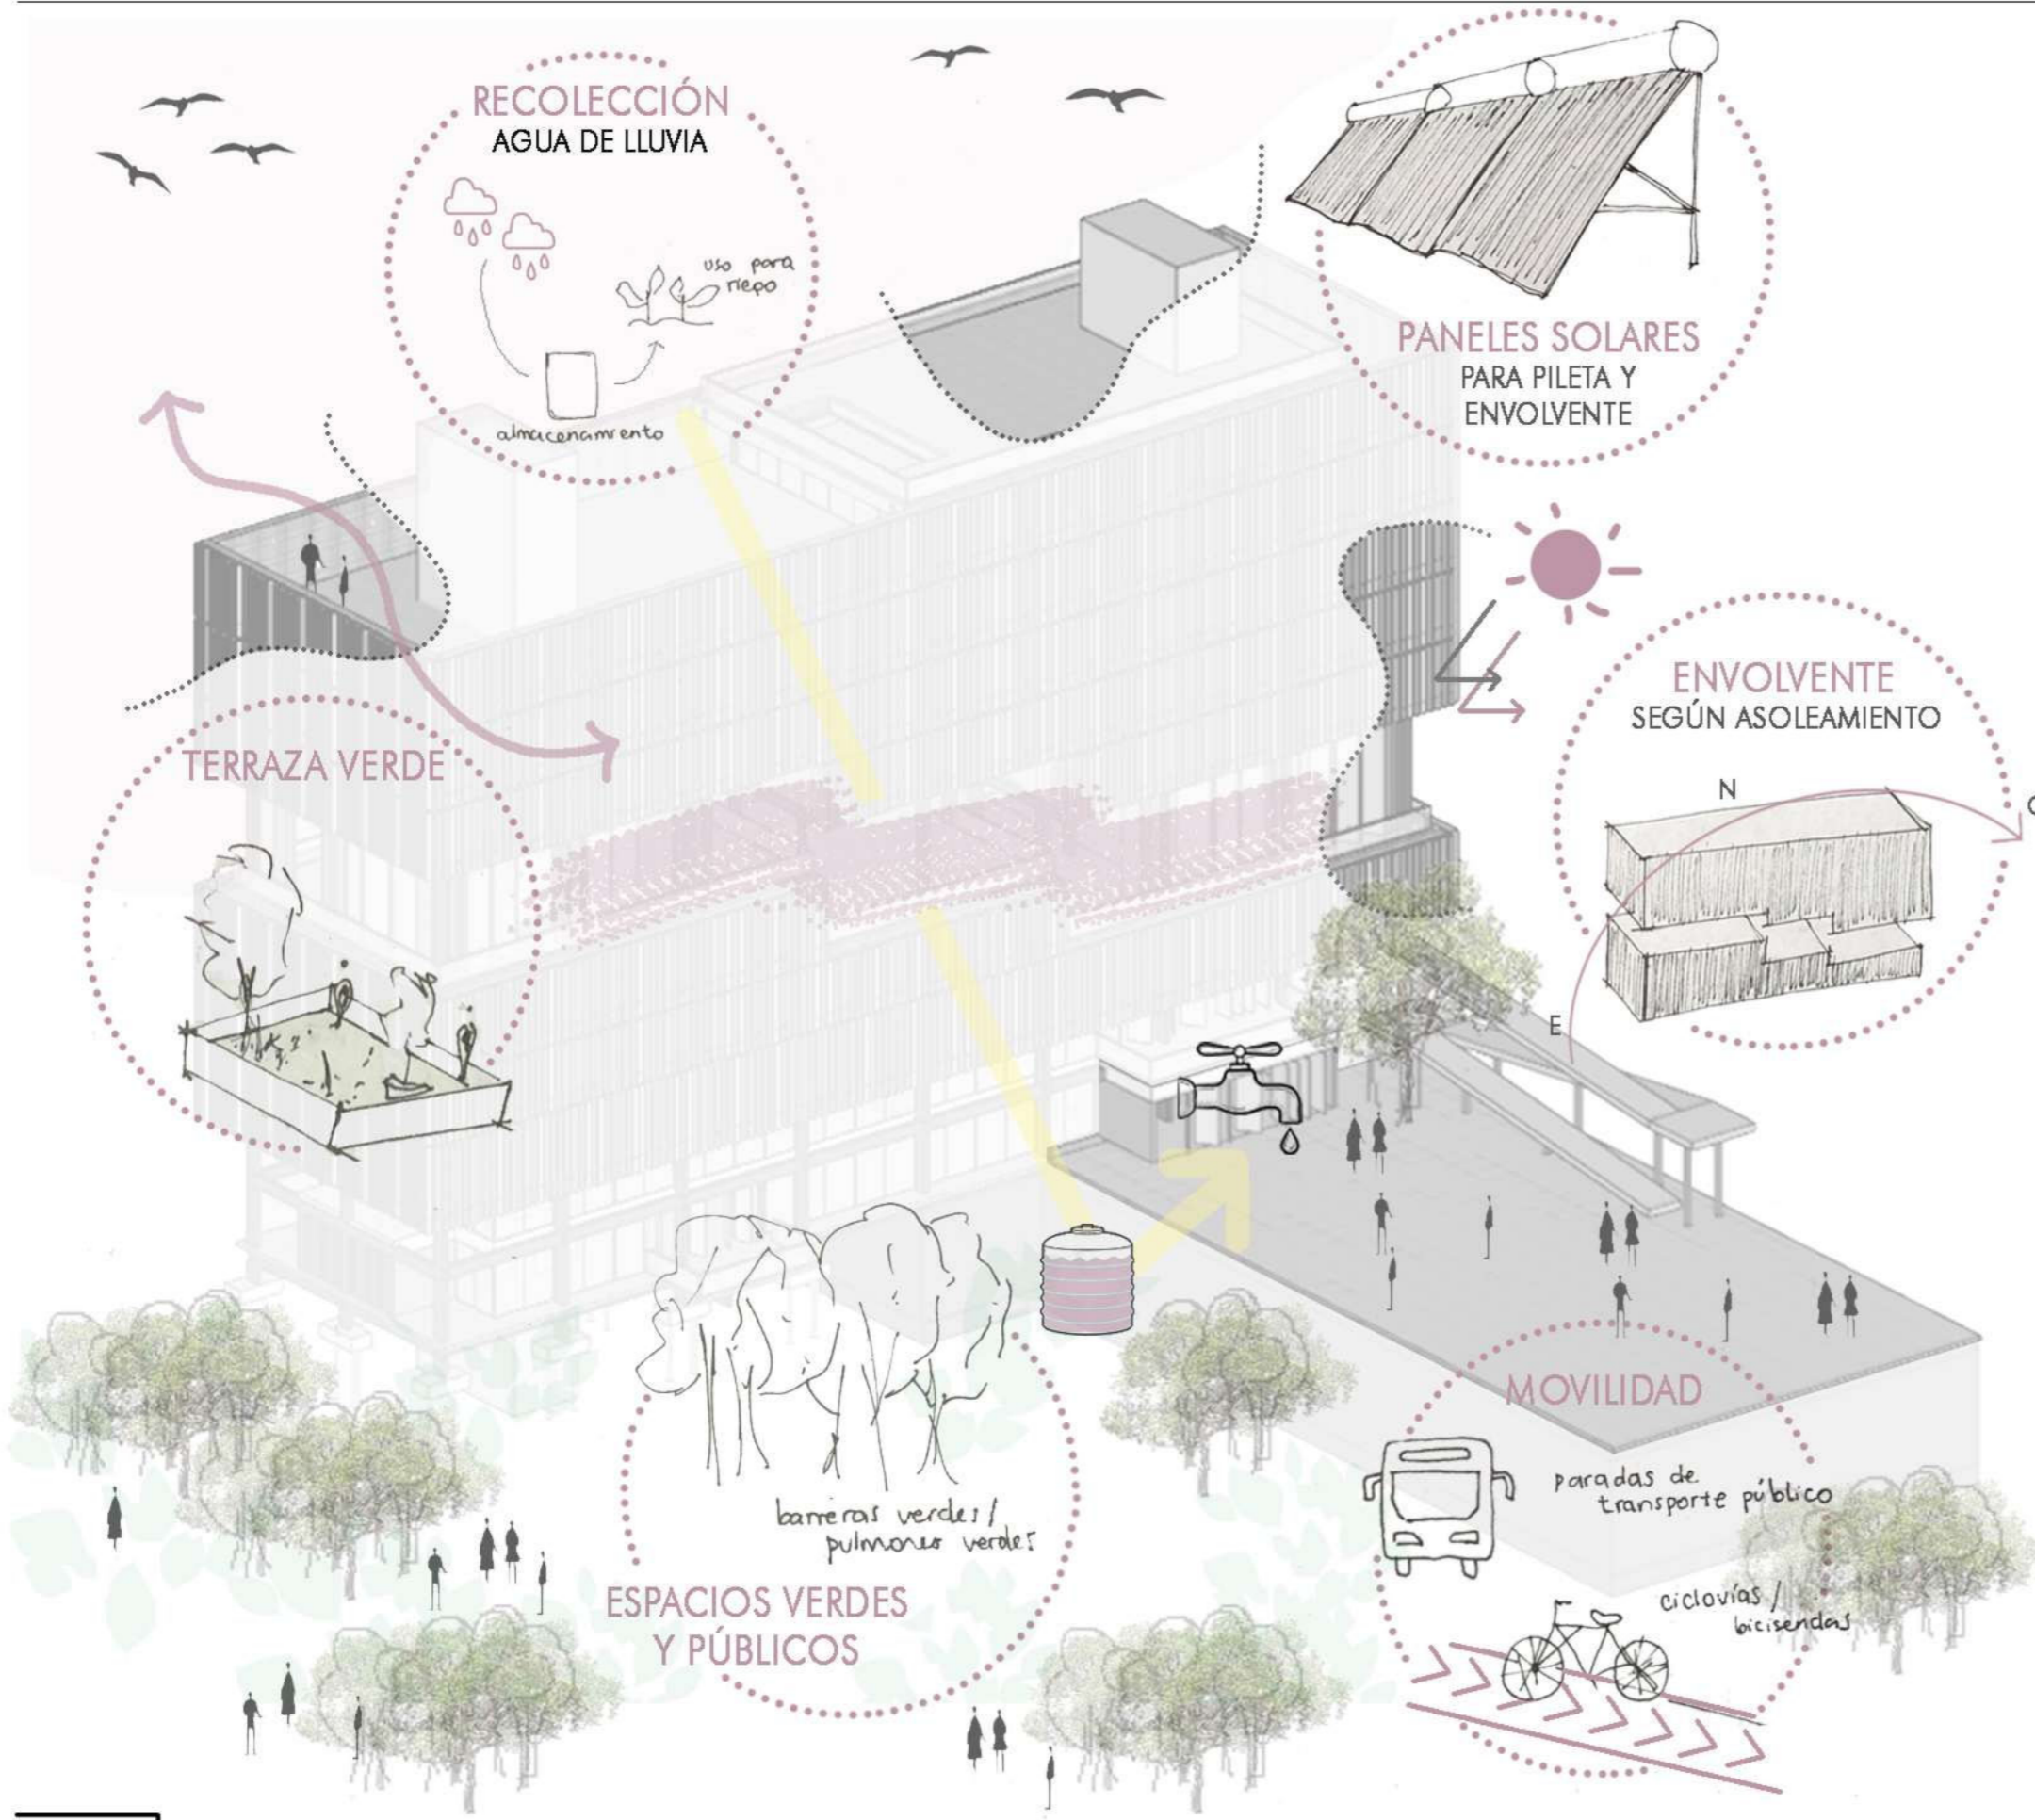 RECOLECCIÓN
AGUA DE LLUVIA
uso para
riego
almacenamiento
PANELES SOLARES
PARA PILETA Y
ENVOLVENTE
TERRAZA VERDE
ENVOLVENTE
SEGÚN ASOLEAMIENTO
N
E
barreras verdes/
pulmones verdes
ESPACIOS VERDES
Y PÚBLICOS
MOVILIDAD
paradas de
transporte público
ciclovías /
bicisendas